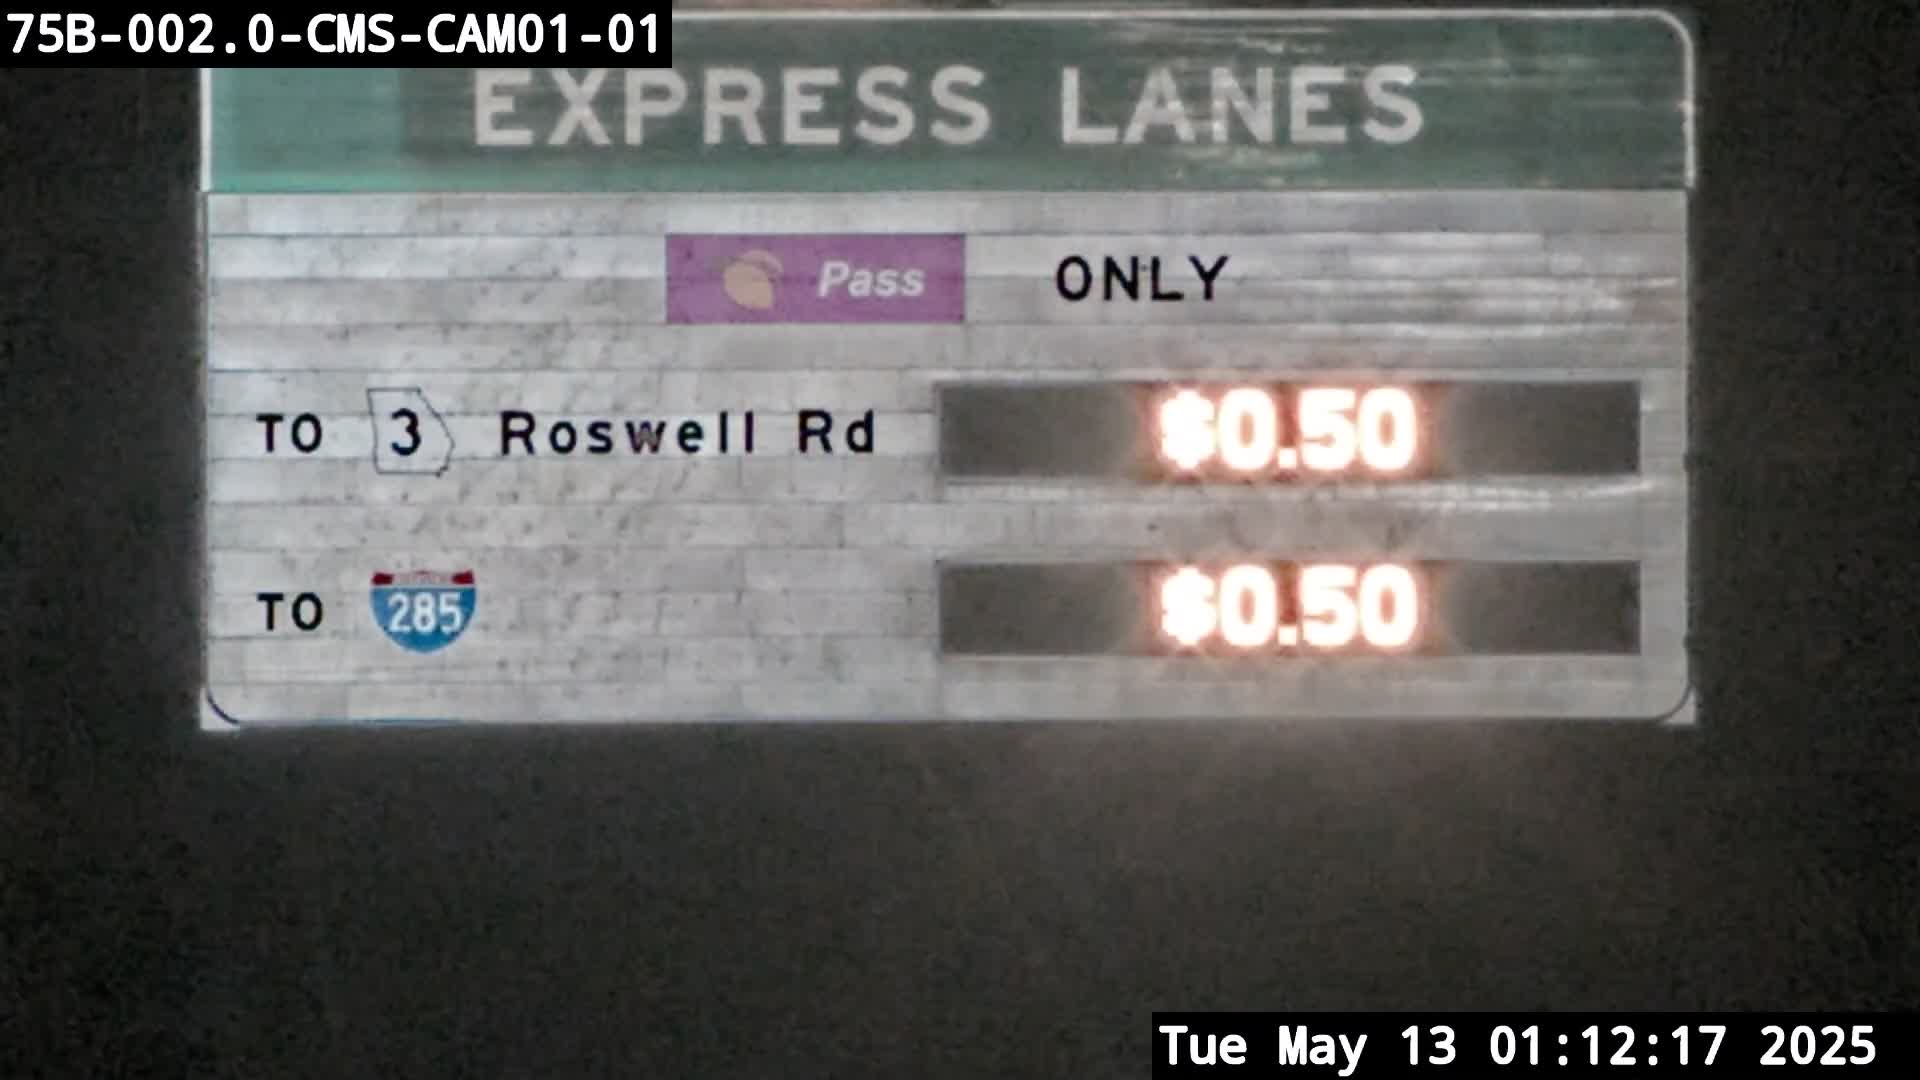 75B-002.0-CMS-CAM01-01
EXPRESS LANES
Pass ONLY
TO 3 Roswell Rd $0.50
TO 285 $0.50
Tue May 13 01:12:17 2025